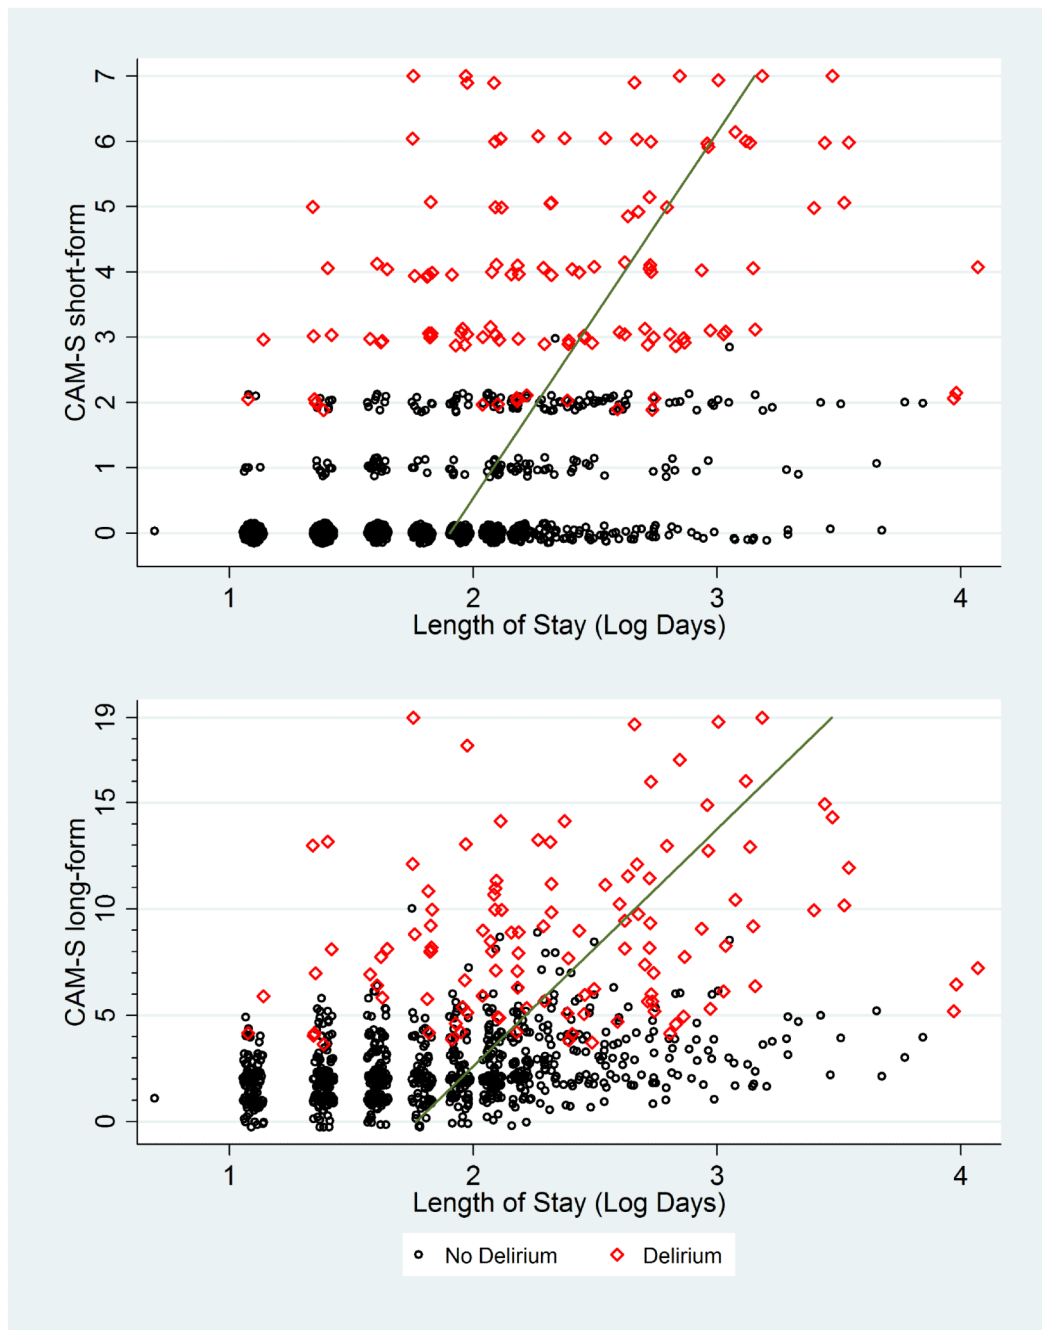 7
6
5
4
3
2
1
0
CAM-S short-form
1 2 3 4
Length of Stay (Log Days)
19
15
10
5
0
CAM-S long-form
1 2 3 4
Length of Stay (Log Days)
No Delirium Delirium